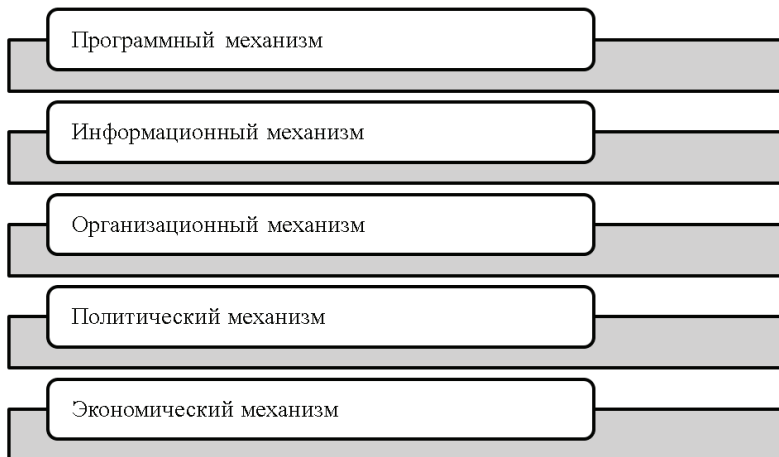 Программный механизм
Информационный механизм
Организационный механизм
Политический механизм
Экономический механизм